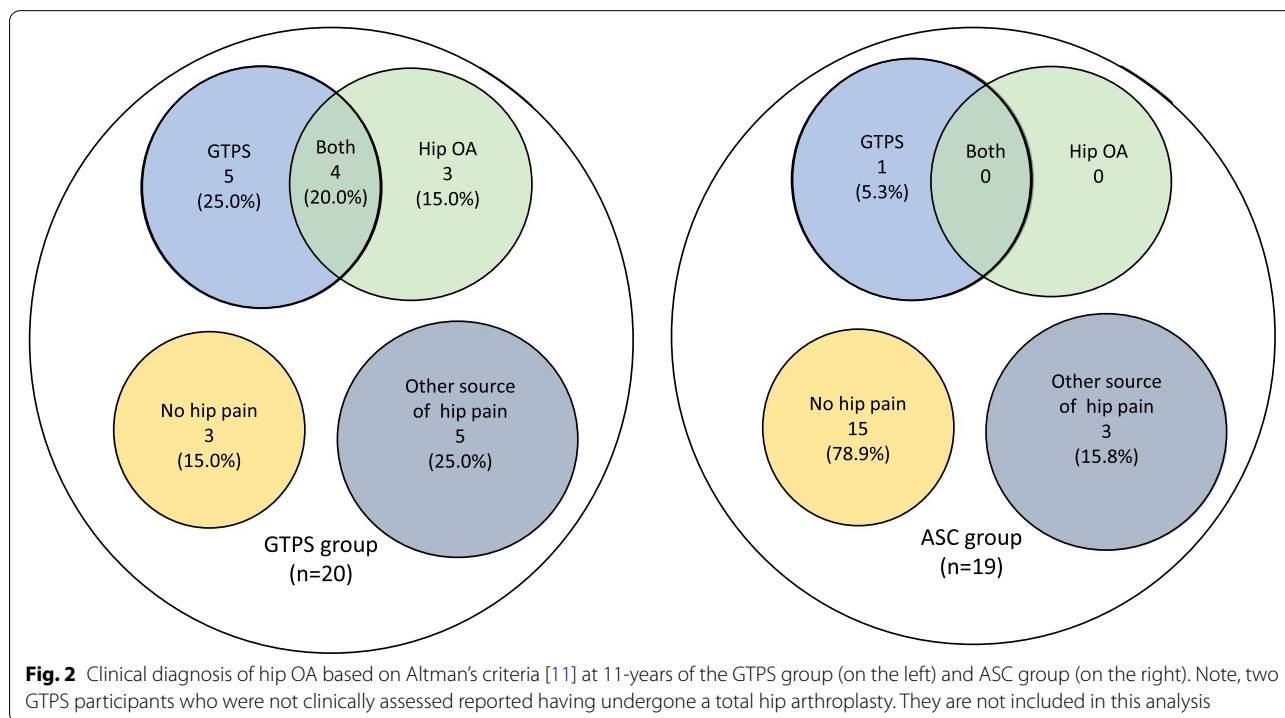 GTPS
5
(25.0%)
Both
4
(20.0%)
Hip OA
3
(15.0%)
No hip pain
3
(15.0%)
Other source
of hip pain
5
(25.0%)
GTPS group
(n=20)
GTPS
1
(5.3%)
Both
0
Hip OA
0
No hip pain
15
(78.9%)
Other source
of hip pain
3
(15.8%)
ASC group
(n=19)
Fig. 2 Clinical diagnosis of hip OA based on Altman's criteria [11] at 11-years of the GTPS group (on the left) and ASC group (on the right). Note, two
GTPS participants who were not clinically assessed reported having undergone a total hip arthroplasty. They are not included in this analysis